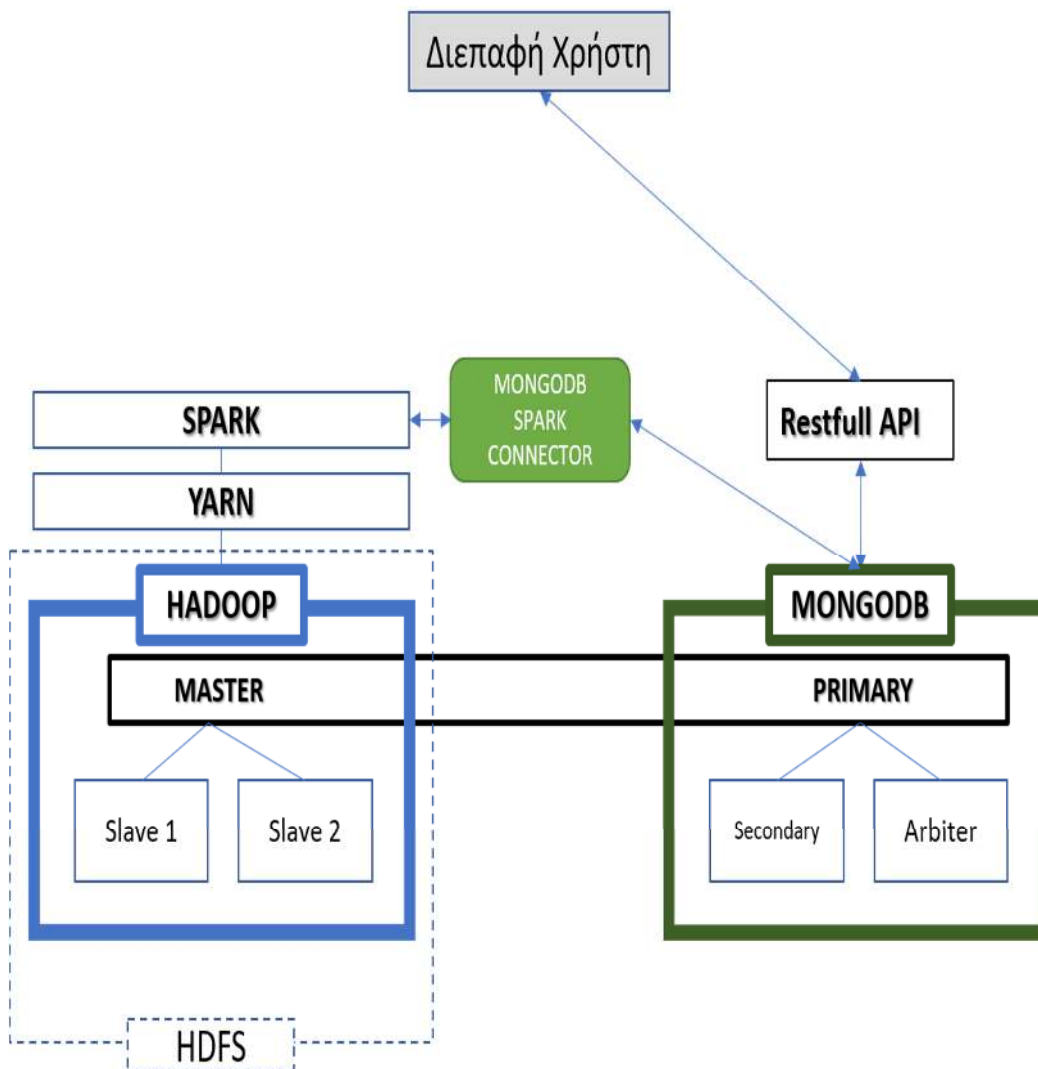 Διεπαφή Χρήστη
MONGODB
SPARK
CONNECTOR
SPARK
Restfull API
YARN
HADOOP
MONGODB
MASTER
PRIMARY
Slave 1
Slave 2
Secondary
Arbiter
HDFS